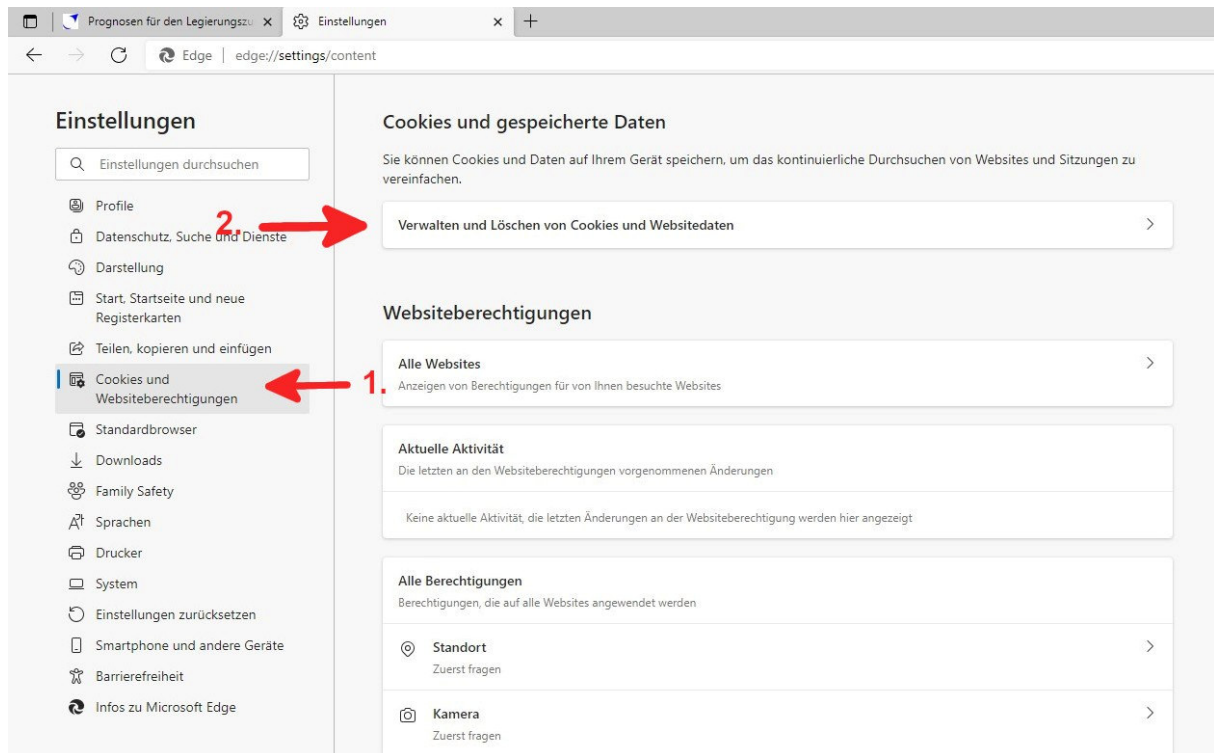 Prognosen für den Legierungszu
Einstellungen
Edge | edge://settings/content
Einstellungen
Einstellungen durchsuchen
Profile
Datenschutz, Suche und Dienste
Darstellung
Start, Startseite und neue
Registerkarten
Teilen, kopieren und einfügen
Cookies und
Websiteberechtigungen
Standardbrowser
Downloads
Family Safety
Sprachen
Drucker
System
Einstellungen zurücksetzen
Smartphone und andere Geräte
Barrierefreiheit
Infos zu Microsoft Edge
2.
1.
Cookies und gespeicherte Daten
Sie können Cookies und Daten auf Ihrem Gerät speichern, um das kontinuierliche Durchsuchen von Websites und Sitzungen zu
vereinfachen.
Verwalten und Löschen von Cookies und Websitedaten
Websiteberechtigungen
Alle Websites
Anzeigen von Berechtigungen für von Ihnen besuchte Websites
Aktuelle Aktivität
Die letzten an den Websiteberechtigungen vorgenommenen Änderungen
Keine aktuelle Aktivität, die letzten Änderungen an der Websiteberechtigung werden hier angezeigt
Alle Berechtigungen
Berechtigungen, die auf alle Websites angewendet werden
Standort
Zuerst fragen
Kamera
Zuerst fragen